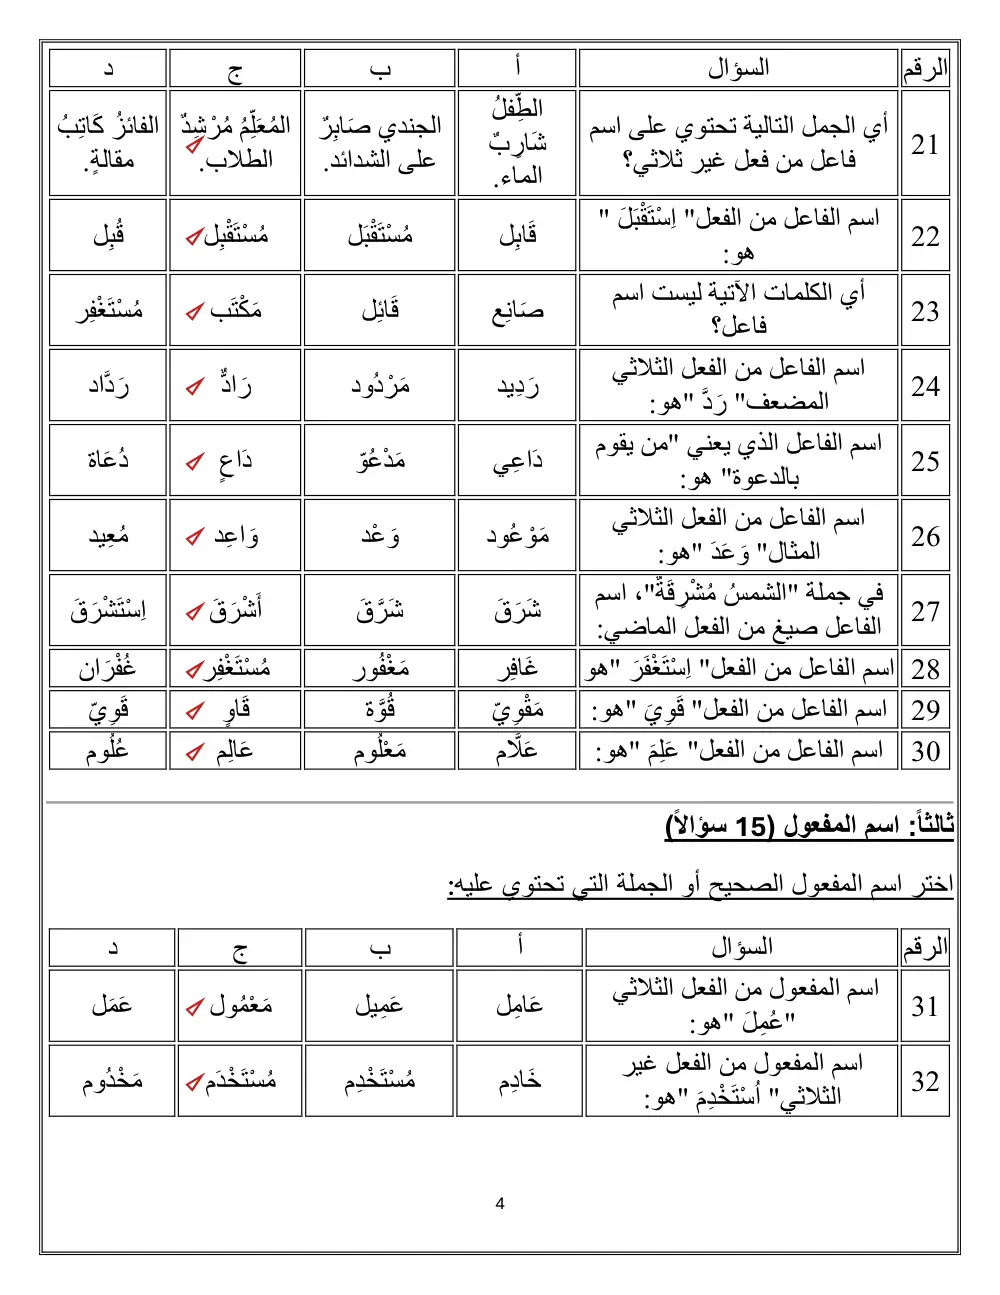 الرقم السؤال أ ب ج د
21 أي الجمل التالية تحتوي على اسم فاعل من فعل غير ثلاثي؟ الطِّفلُ شَارِبٌ الماء. الجندي صَابِرٌ على الشدائد. المُعَلِّمُ مُرْشِدٌ الطلاب. الفائزُ كَاتِبُ مقالةٍ.
22 اسم الفاعل من الفعل" اِسْتَقْبَلَ " هو: قَابِل مُسْتَقْبَل مُسْتَقْبِل قُبِل
23 أي الكلمات الآتية ليست اسم فاعل؟ صَانِع قَائِل مَكْتَب مُسْتَغْفِر
24 اسم الفاعل من الفعل الثلاثي المضعف" رَدَّ "هو: رَدِيد مَرْدُود رَادٌّ رَدَّاد
25 اسم الفاعل الذي يعني "من يقوم بالدعوة" هو: دَاعِي مَدْعُوّ دَاعٍ دُعَاة
26 اسم الفاعل من الفعل الثلاثي المثال" وَعَدَ "هو: مَوْعُود وَعْد وَاعِد مُعِيد
27 في جملة "الشمسُ مُشْرِقَةٌ"، اسم الفاعل صيغ من الفعل الماضي: شَرَقَ شَرَّقَ أَشْرَقَ اِسْتَشْرَقَ
28 اسم الفاعل من الفعل" اِسْتَغْفَرَ "هو غَافِر مَغْفُور مُسْتَغْفِر غُفْرَان
29 اسم الفاعل من الفعل" قَوِيَ "هو: مَقْوِيّ قُوَّة قَاوٍ قَوِيّ
30 اسم الفاعل من الفعل" عَلِمَ "هو: عَلَّام مَعْلُوم عَالِم عُلُوم
ثالثاً: اسم المفعول (15 سؤالاً)
اختر اسم المفعول الصحيح أو الجملة التي تحتوي عليه:
الرقم السؤال أ ب ج د
31 اسم المفعول من الفعل الثلاثي "عُمِلَ "هو: عَامِل عَمِيل مَعْمُول عَمَل
32 اسم المفعول من الفعل غير الثلاثي" اُسْتَخْدِمَ "هو: خَادِم مُسْتَخْدِم مُسْتَخْدَم مَخْدُوم
4